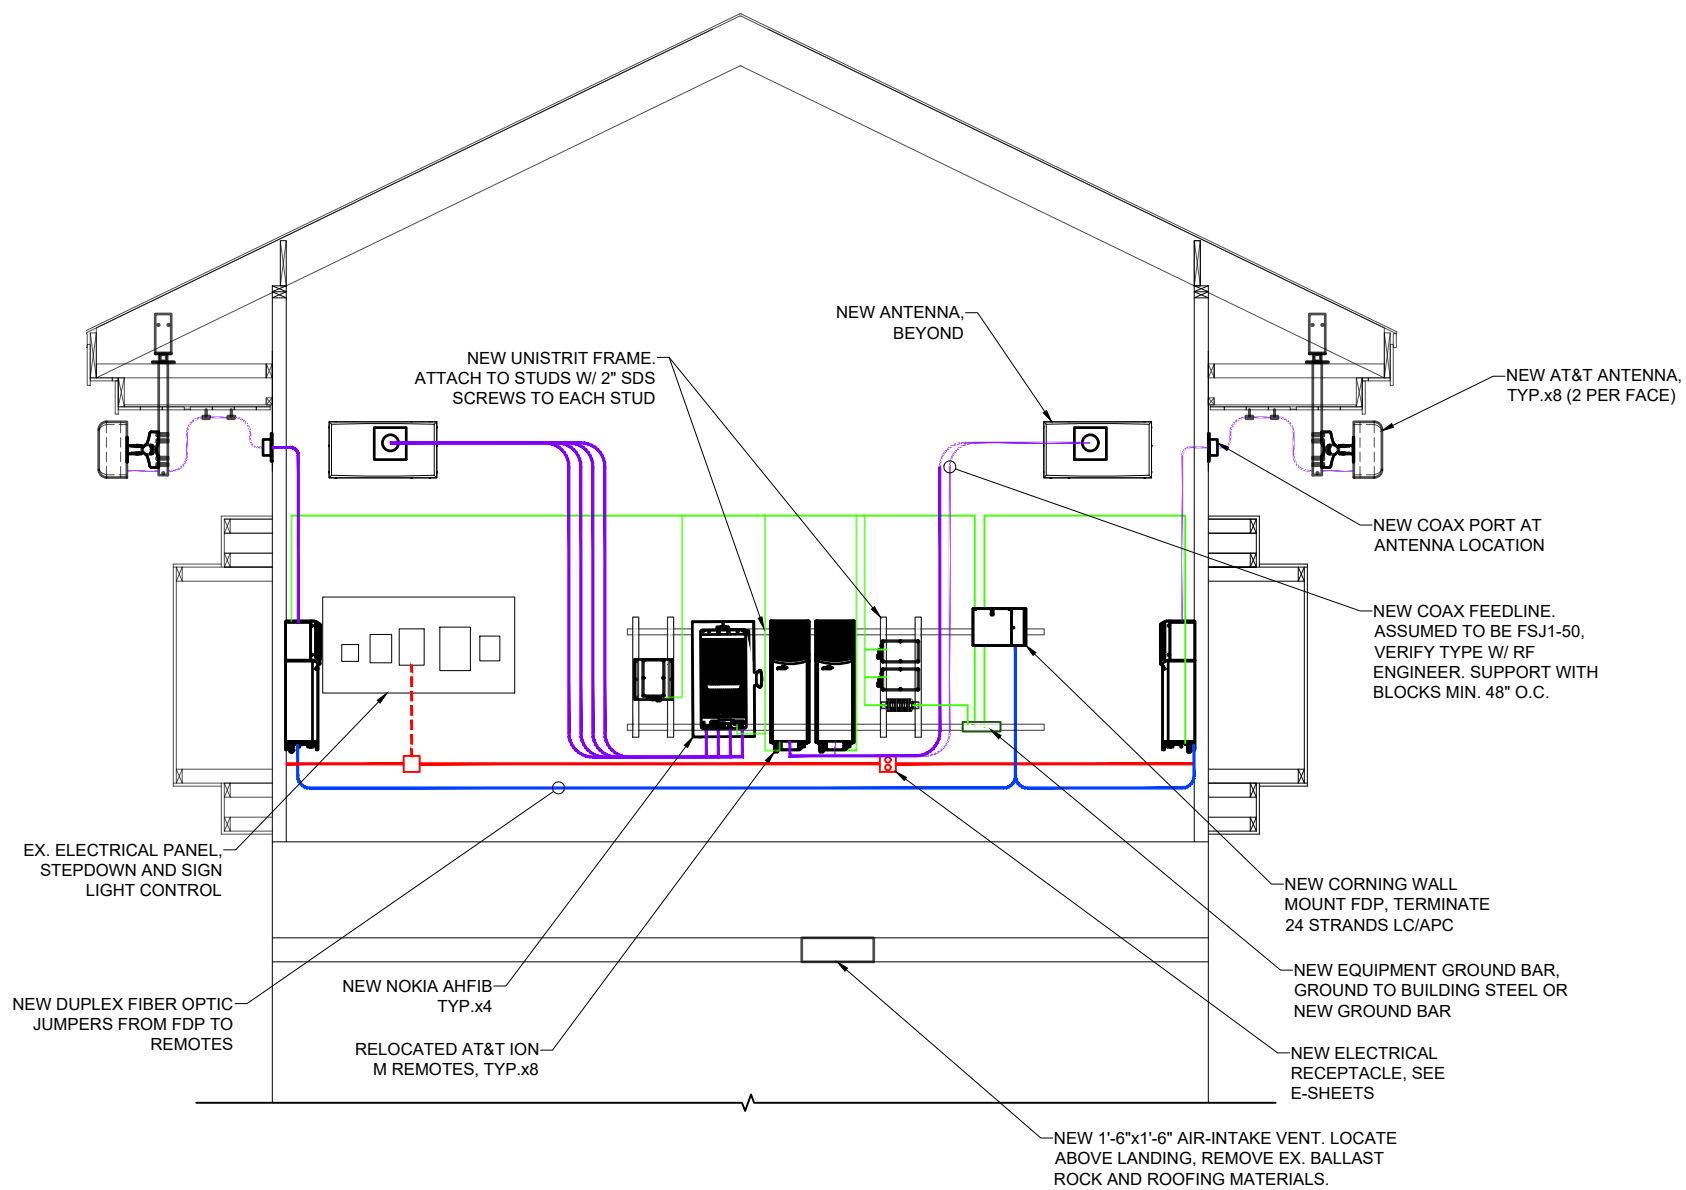 NEW ANTENNA,
BEYOND
NEW UNISTRIT FRAME.
ATTACH TO STUDS W/ 2" SDS
SCREWS TO EACH STUD
NEW AT&T ANTENNA,
TYP.x8 (2 PER FACE)
NEW COAX PORT AT
ANTENNA LOCATION
NEW COAX FEEDLINE.
ASSUMED TO BE FSJ1-50,
VERIFY TYPE W/ RF
ENGINEER. SUPPORT WITH
BLOCKS MIN. 48" O.C.
EX. ELECTRICAL PANEL,
STEPDOWN AND SIGN
LIGHT CONTROL
NEW CORNING WALL
MOUNT FDP, TERMINATE
24 STRANDS LC/APC
NEW DUPLEX FIBER OPTIC
JUMPERS FROM FDP TO
REMOTES
NEW NOKIA AHFIB
TYP.x4
RELOCATED AT&T ION
M REMOTES, TYP.x8
NEW EQUIPMENT GROUND BAR,
GROUND TO BUILDING STEEL OR
NEW GROUND BAR
NEW ELECTRICAL
RECEPTACLE, SEE
E-SHEETS
NEW 1'-6"x1'-6" AIR-INTAKE VENT. LOCATE
ABOVE LANDING, REMOVE EX. BALLAST
ROCK AND ROOFING MATERIALS.